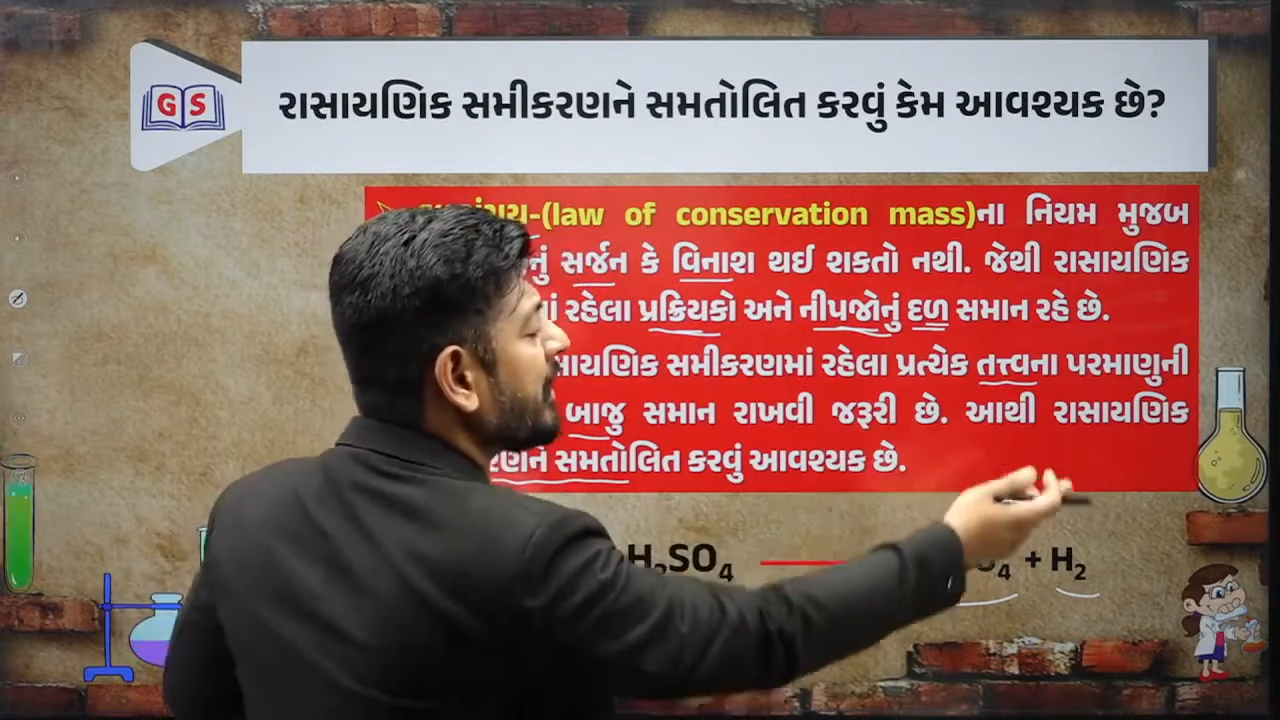 GS
રાસાયણિક સમીકરણને સમતોલિત કરવું કેમ આવશ્યક છે?
(law of conservation mass)ના નિયમ મુજબ
સર્જન કે વિનાશ થઈ શકતો નથી. જેથી રાસાયણિક
રહેલા પ્રક્રિયકો અને નીપજોનું દળ સમાન રહે છે.
સમીકરણમાં રહેલા પ્રત્યેક તત્ત્વના પરમાણુની
બાજુ સમાન રાખવી જરૂરી છે. આથી રાસાયણિક
સમતોલિત કરવું આવશ્યક છે.
H₂SO₄ + H₂